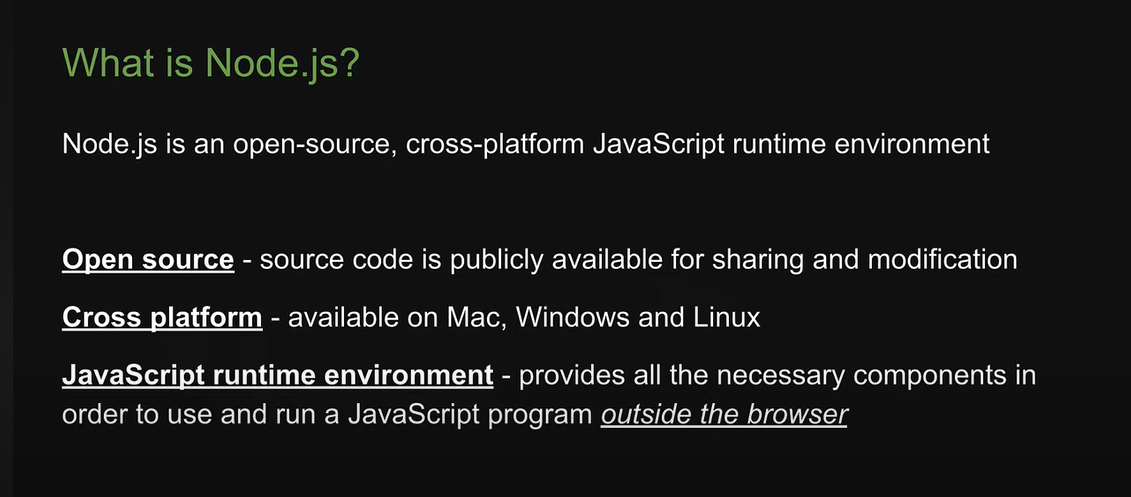 What is Node.js?
Node.js is an open-source, cross-platform JavaScript runtime environment
Open source - source code is publicly available for sharing and modification
Cross platform - available on Mac, Windows and Linux
JavaScript runtime environment - provides all the necessary components in
order to use and run a JavaScript program outside the browser